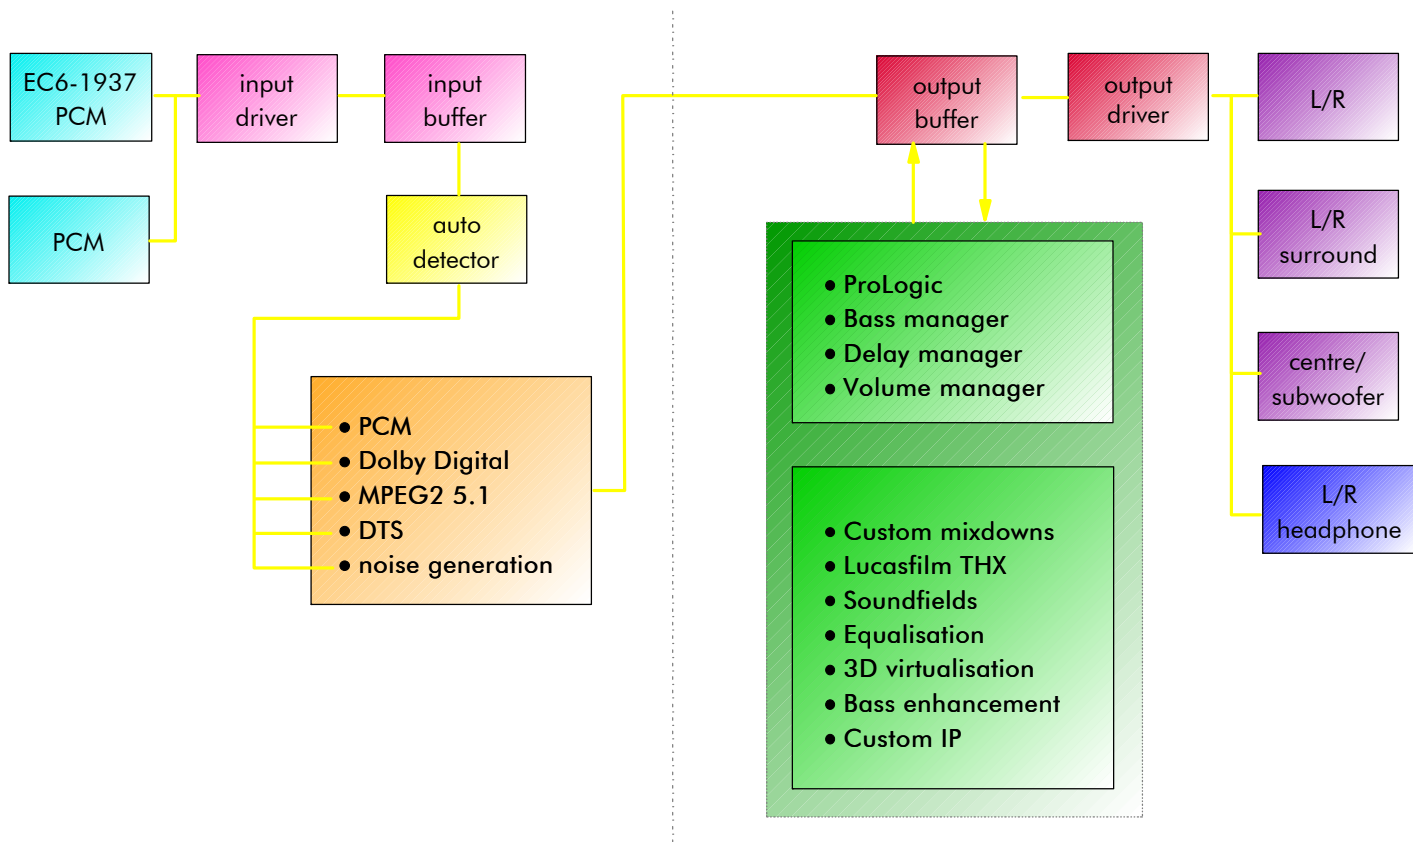 EC6-1937
PCM
input
driver
input
buffer
PCM
auto
detector
• PCM
• Dolby Digital
• MPEG2 5.1
• DTS
• noise generation
output
buffer
output
driver
• ProLogic
• Bass manager
• Delay manager
• Volume manager
• Custom mixdowns
• Lucasfilm THX
• Soundfields
• Equalisation
• 3D virtualisation
• Bass enhancement
• Custom IP
L/R
L/R
surround
centre/
subwoofer
L/R
headphone